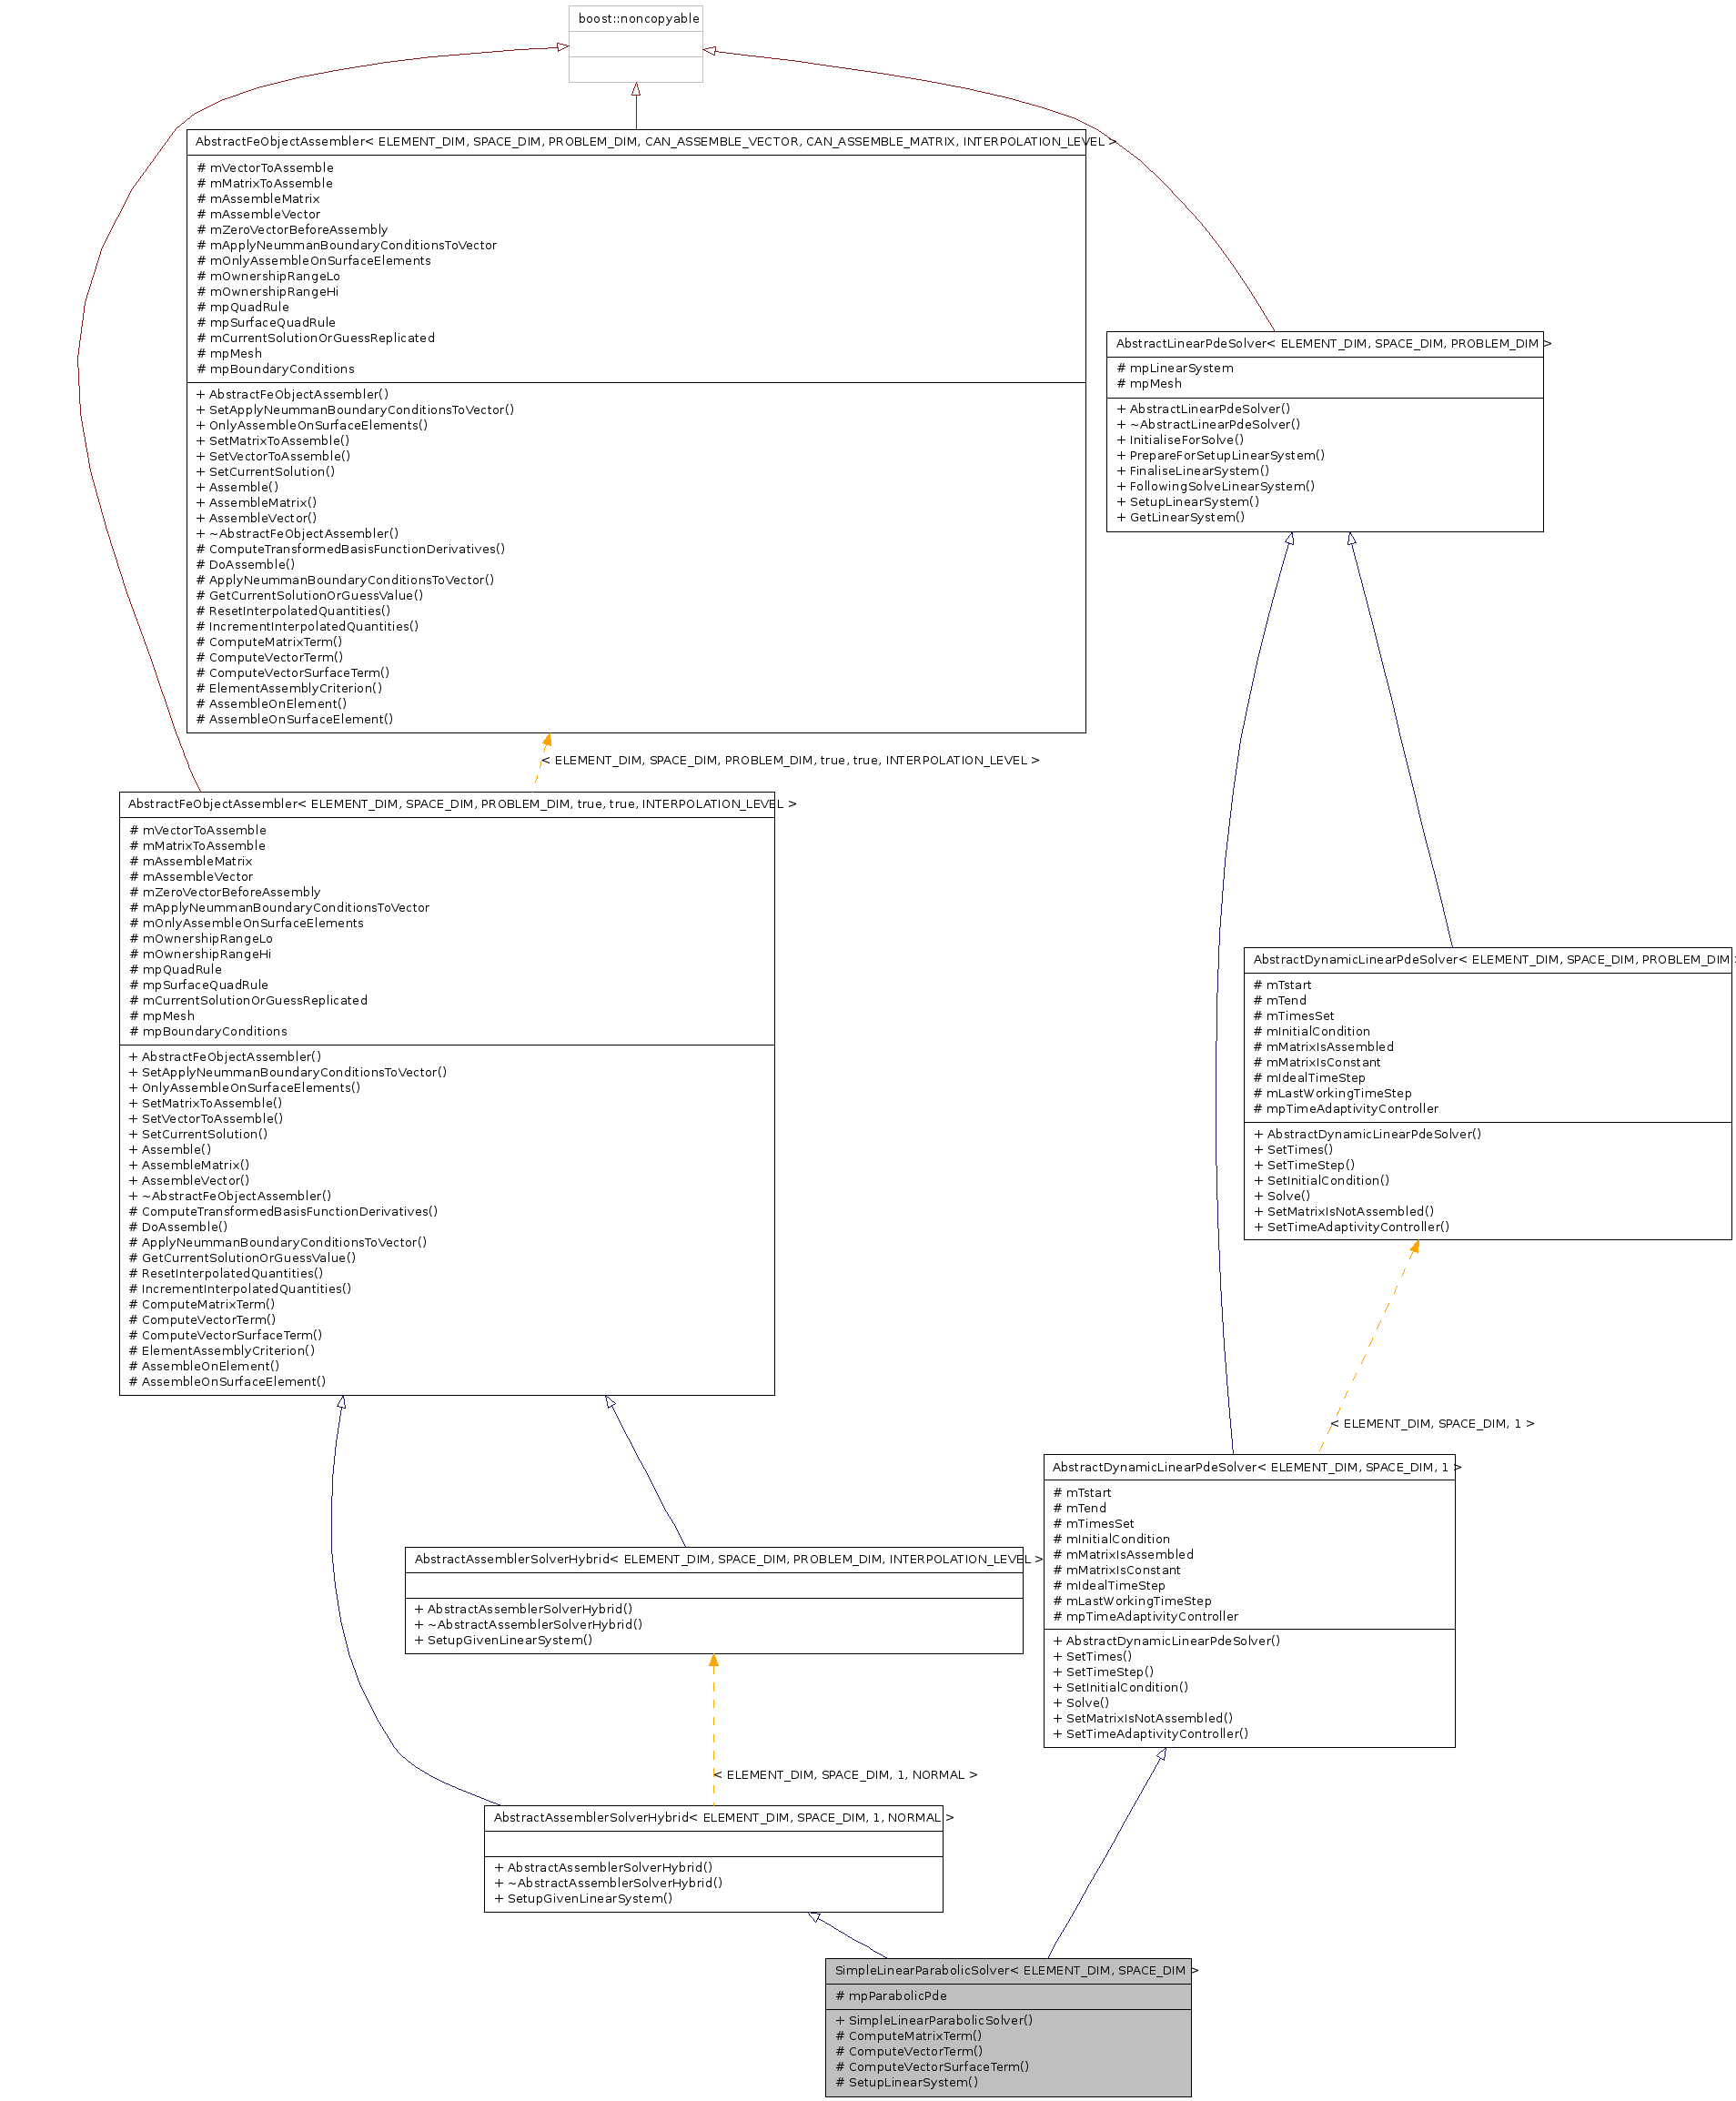 boost::noncopyable
AbstractFeObjectAssembler< ELEMENT_DIM, SPACE_DIM, PROBLEM_DIM, CAN_ASSEMBLE_VECTOR, CAN_ASSEMBLE_MATRIX, INTERPOLATION_LEVEL >
# mVectorToAssemble
# mMatrixToAssemble
# mAssembleMatrix
# mAssembleVector
# mZeroVectorBeforeAssembly
# mApplyNeummanBoundaryConditionsToVector
# mOnlyAssembleOnSurfaceElements
# mOwnershipRangeLo
# mOwnershipRangeHi
# mpQuadRule
# mpSurfaceQuadRule
# mCurrentSolutionOrGuessReplicated
# mpMesh
# mpBoundaryConditions
+ AbstractFeObjectAssembler()
+ SetApplyNeummanBoundaryConditionsToVector()
+ OnlyAssembleOnSurfaceElements()
+ SetMatrixToAssemble()
+ SetVectorToAssemble()
+ SetCurrentSolution()
+ Assemble()
+ AssembleMatrix()
+ AssembleVector()
+ ~AbstractFeObjectAssembler()
# ComputeTransformedBasisFunctionDerivatives()
# DoAssemble()
# ApplyNeummanBoundaryConditionsToVector()
# GetCurrentSolutionOrGuessValue()
# ResetInterpolatedQuantities()
# IncrementInterpolatedQuantities()
# ComputeMatrixTerm()
# ComputeVectorTerm()
# ComputeVectorSurfaceTerm()
# ElementAssemblyCriterion()
# AssembleOnElement()
# AssembleOnSurfaceElement()
AbstractLinearPdeSolver< ELEMENT_DIM, SPACE_DIM, PROBLEM_DIM >
# mpLinearSystem
# mpMesh
+ AbstractLinearPdeSolver()
+ ~AbstractLinearPdeSolver()
+ InitialiseForSolve()
+ PrepareForSetupLinearSystem()
+ FinaliseLinearSystem()
+ FollowingSolveLinearSystem()
+ SetupLinearSystem()
+ GetLinearSystem()
< ELEMENT_DIM, SPACE_DIM, PROBLEM_DIM, true, true, INTERPOLATION_LEVEL >
AbstractFeObjectAssembler< ELEMENT_DIM, SPACE_DIM, PROBLEM_DIM, true, true, INTERPOLATION_LEVEL >
# mVectorToAssemble
# mMatrixToAssemble
# mAssembleMatrix
# mAssembleVector
# mZeroVectorBeforeAssembly
# mApplyNeummanBoundaryConditionsToVector
# mOnlyAssembleOnSurfaceElements
# mOwnershipRangeLo
# mOwnershipRangeHi
# mpQuadRule
# mpSurfaceQuadRule
# mCurrentSolutionOrGuessReplicated
# mpMesh
# mpBoundaryConditions
+ AbstractFeObjectAssembler()
+ SetApplyNeummanBoundaryConditionsToVector()
+ OnlyAssembleOnSurfaceElements()
+ SetMatrixToAssemble()
+ SetVectorToAssemble()
+ SetCurrentSolution()
+ Assemble()
+ AssembleMatrix()
+ AssembleVector()
+ ~AbstractFeObjectAssembler()
# ComputeTransformedBasisFunctionDerivatives()
# DoAssemble()
# ApplyNeummanBoundaryConditionsToVector()
# GetCurrentSolutionOrGuessValue()
# ResetInterpolatedQuantities()
# IncrementInterpolatedQuantities()
# ComputeMatrixTerm()
# ComputeVectorTerm()
# ComputeVectorSurfaceTerm()
# ElementAssemblyCriterion()
# AssembleOnElement()
# AssembleOnSurfaceElement()
AbstractDynamicLinearPdeSolver< ELEMENT_DIM, SPACE_DIM, PROBLEM_DIM >
# mTstart
# mTend
# mTimesSet
# mInitialCondition
# mMatrixIsAssembled
# mMatrixIsConstant
# mIdealTimeStep
# mLastWorkingTimeStep
# mpTimeAdaptivityController
+ AbstractDynamicLinearPdeSolver()
+ SetTimes()
+ SetTimeStep()
+ SetInitialCondition()
+ Solve()
+ SetMatrixIsNotAssembled()
+ SetTimeAdaptivityController()
< ELEMENT_DIM, SPACE_DIM, 1 >
AbstractDynamicLinearPdeSolver< ELEMENT_DIM, SPACE_DIM, 1 >
# mTstart
# mTend
# mTimesSet
# mInitialCondition
# mMatrixIsAssembled
# mMatrixIsConstant
# mIdealTimeStep
# mLastWorkingTimeStep
# mpTimeAdaptivityController
+ AbstractDynamicLinearPdeSolver()
+ SetTimes()
+ SetTimeStep()
+ SetInitialCondition()
+ Solve()
+ SetMatrixIsNotAssembled()
+ SetTimeAdaptivityController()
AbstractAssemblerSolverHybrid< ELEMENT_DIM, SPACE_DIM, PROBLEM_DIM, INTERPOLATION_LEVEL >
+ AbstractAssemblerSolverHybrid()
+ ~AbstractAssemblerSolverHybrid()
+ SetupGivenLinearSystem()
< ELEMENT_DIM, SPACE_DIM, 1, NORMAL >
AbstractAssemblerSolverHybrid< ELEMENT_DIM, SPACE_DIM, 1, NORMAL >
+ AbstractAssemblerSolverHybrid()
+ ~AbstractAssemblerSolverHybrid()
+ SetupGivenLinearSystem()
SimpleLinearParabolicSolver< ELEMENT_DIM, SPACE_DIM >
# mpParabolicPde
+ SimpleLinearParabolicSolver()
# ComputeMatrixTerm()
# ComputeVectorTerm()
# ComputeVectorSurfaceTerm()
# SetupLinearSystem()